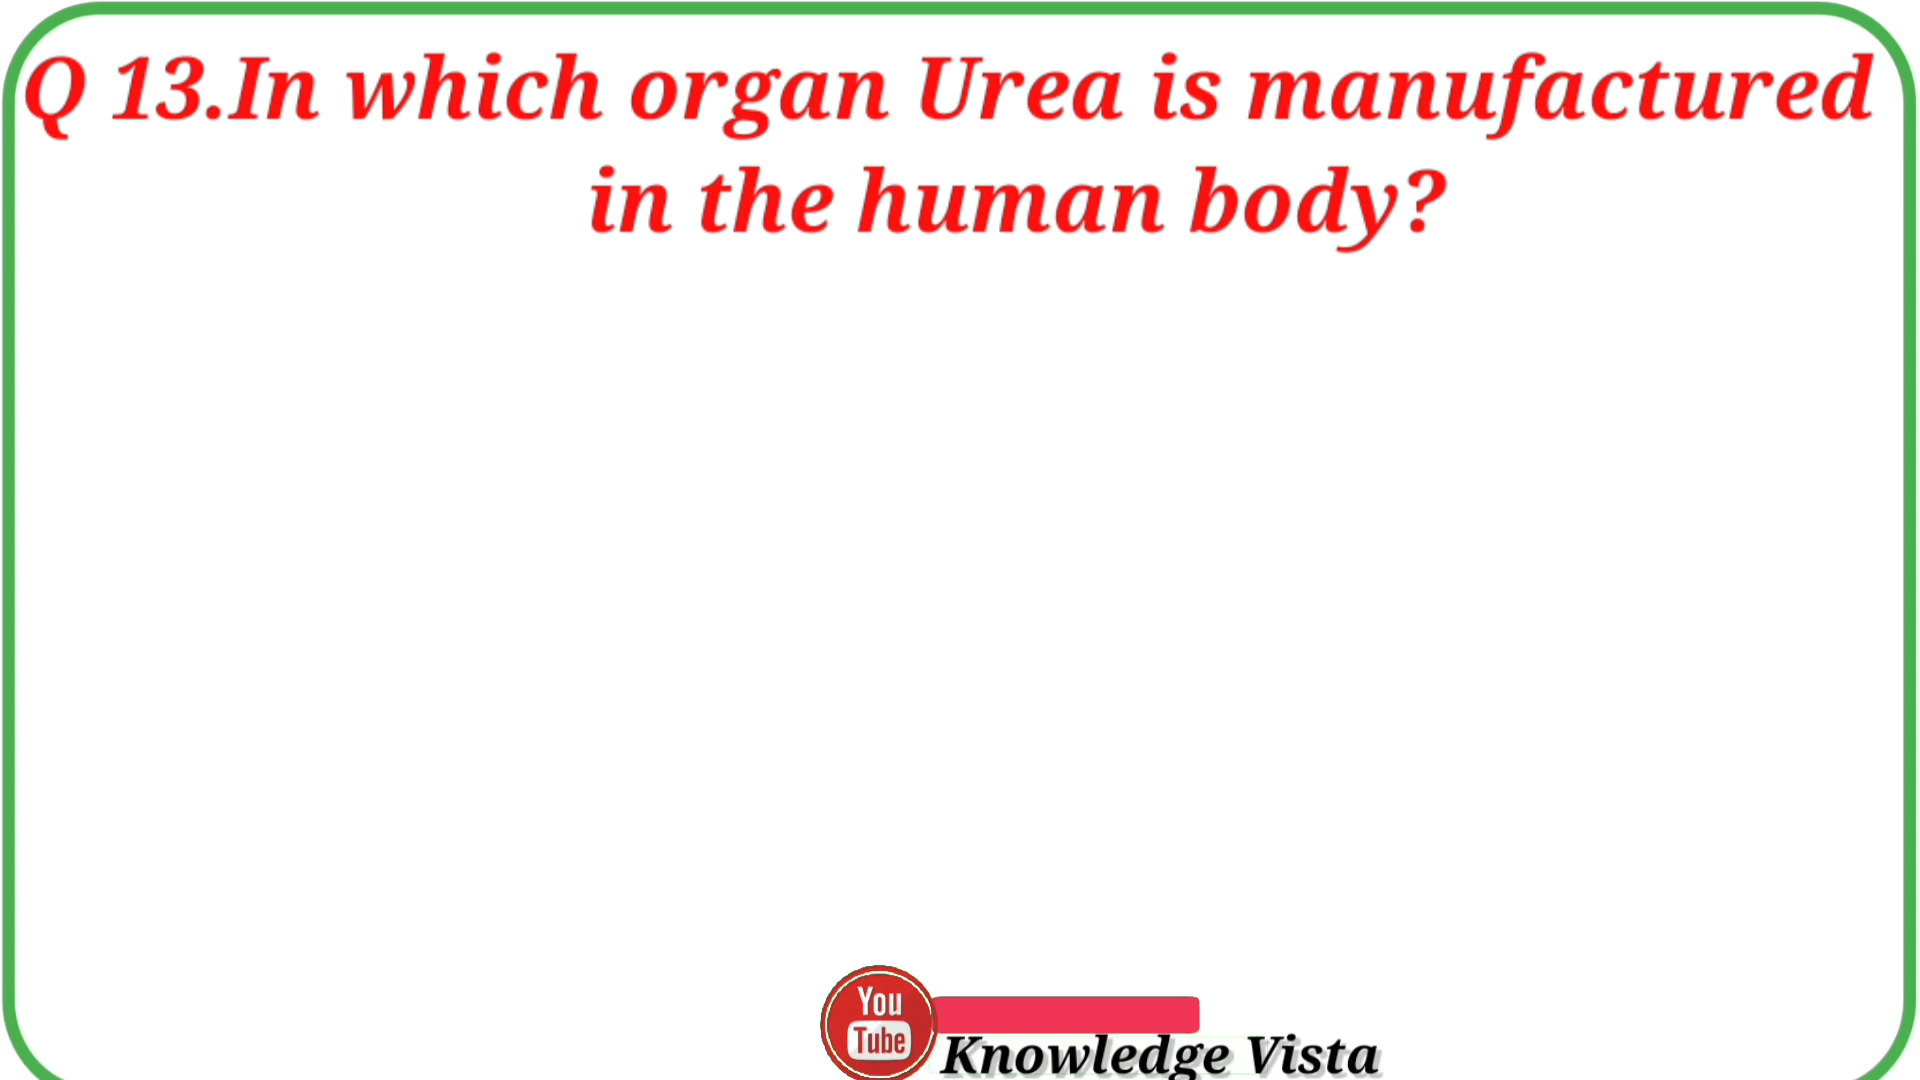 Q 13.In which organ Urea is manufactured
in the human body?
You
Tube
Knowledge Vista